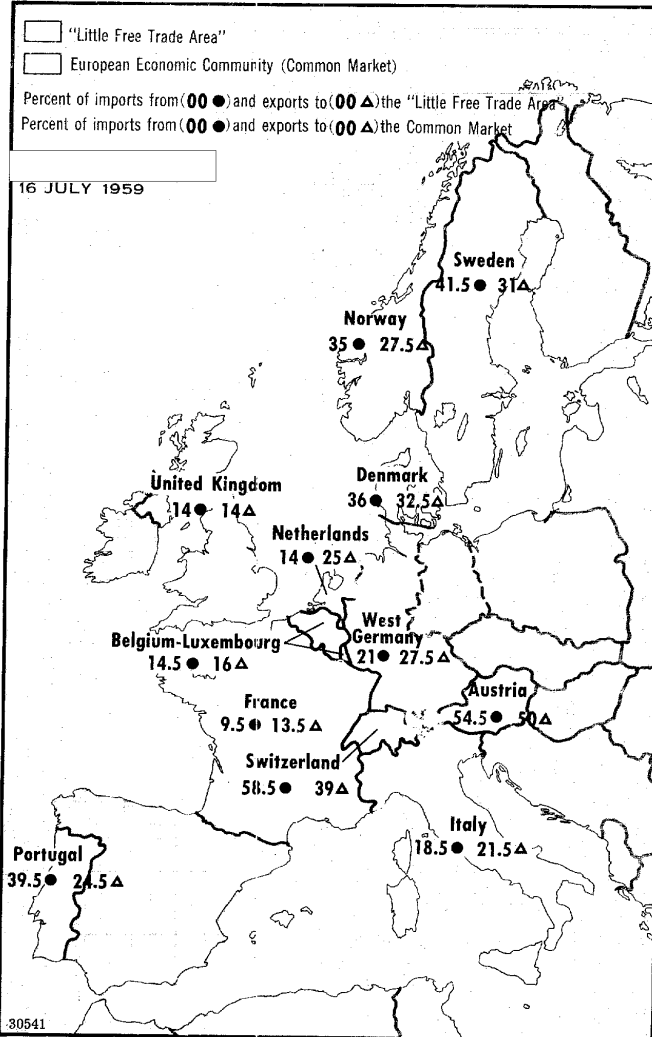 "Little Free Trade Area"
European Economic Community (Common Market)
Percent of imports from (00 ●) and exports to (00 △) the "Little Free Trade Area"
Percent of imports from (00 ●) and exports to (00 △) the Common Market
16 JULY 1959
Sweden
41.5 ● 31 △
Norway
35 ● 27.5 △
United Kingdom
14 ● 14 △
Denmark
36 ● 32.5 △
Netherlands
14 ● 25 △
West
Germany
21 ● 27.5 △
Belgium-Luxembourg
14.5 ● 16 △
Austria
54.5 ● 50 △
France
9.5 ● 13.5 △
Switzerland
58.5 ● 39 △
Italy
18.5 ● 21.5 △
Portugal
39.5 ● 24.5 △
30541